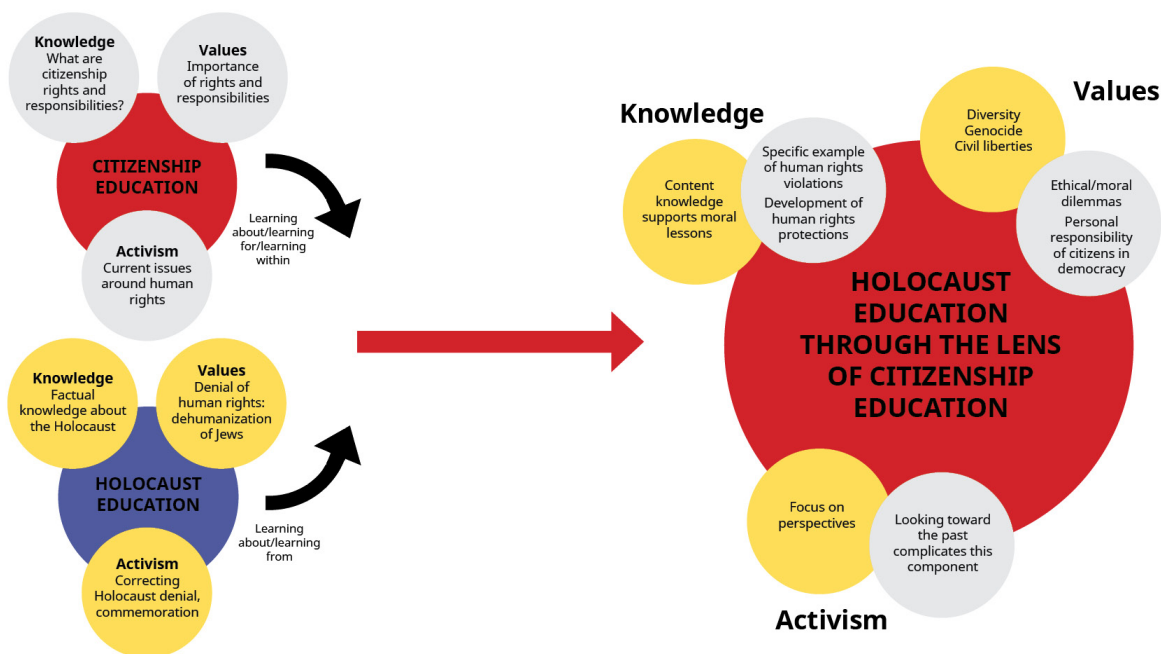 Knowledge
What are
citizenship
rights and
responsibilities?
Values
Importance
of rights and
responsibilities
CITIZENSHIP
EDUCATION
Activism
Current issues
around human
rights
Learning
about/learning
for/learning
within
Knowledge
Factual
knowledge about
the Holocaust
Values
Denial of
human rights:
dehumanization
of Jews
HOLOCAUST
EDUCATION
Activism
Correcting
Holocaust denial,
commemoration
Learning
about/learning
from
Knowledge
Content
knowledge
supports moral
lessons
Specific example
of human rights
violations
Development of
human rights
protections
Values
Diversity
Genocide
Civil liberties
Ethical/moral
dilemmas
Personal
responsibility
of citizens in
democracy
HOLOCAUST
EDUCATION
THROUGH THE LENS
OF CITIZENSHIP
EDUCATION
Focus on
perspectives
Looking toward
the past
complicates this
component
Activism